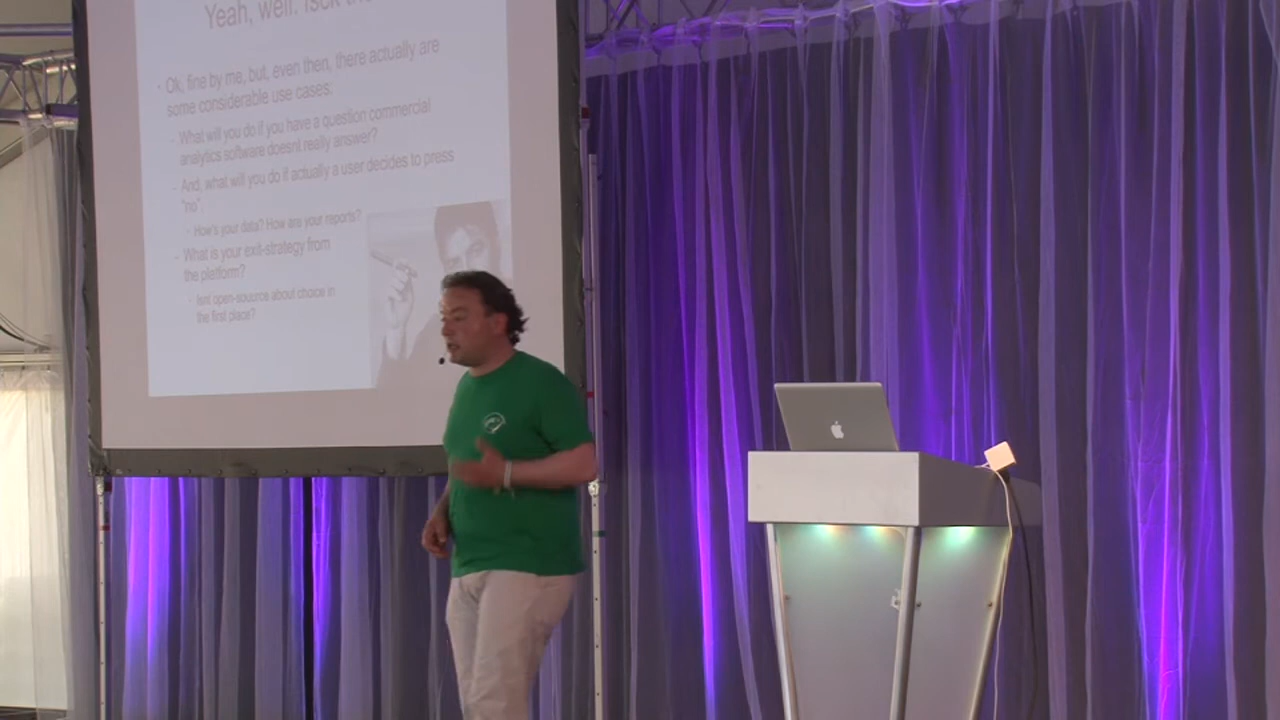 Yeah, well.
Ok, fine by me, but, even then, there actually are
some considerable use cases:
What will you do if you have a question commercial
analytics software doesnt really answer?
And, what will you do if actually a user decides to press
"no".
How's your data? How are your reports?
What is your exit-strategy from
the platform?
Isnt open-source about choice in
the first place?